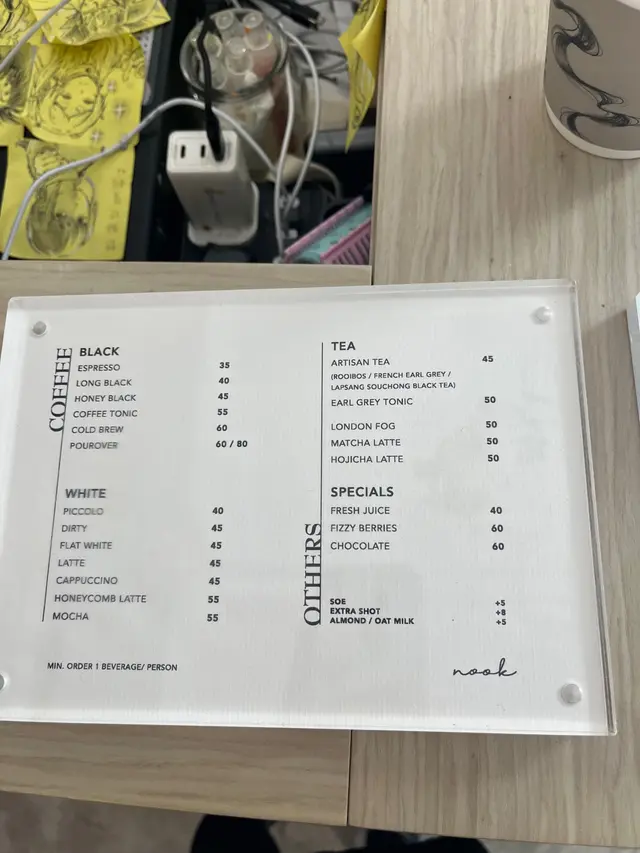 COFFEE
BLACK
ESPRESSO 35
LONG BLACK 40
HONEY BLACK 45
COFFEE TONIC 55
COLD BREW 60
POUROVER 60 / 80
WHITE
PICCOLO 40
DIRTY 45
FLAT WHITE 45
LATTE 45
CAPPUCCINO 45
HONEYCOMB LATTE 55
MOCHA 55
MIN. ORDER 1 BEVERAGE/ PERSON
OTHERS
TEA
ARTISAN TEA 45
(ROOIBOS / FRENCH EARL GREY /
LAPSANG SOUCHONG BLACK TEA)
EARL GREY TONIC 50
LONDON FOG 50
MATCHA LATTE 50
HOJICHA LATTE 50
SPECIALS
FRESH JUICE 40
FIZZY BERRIES 60
CHOCOLATE 60
SOE +5
EXTRA SHOT +8
ALMOND / OAT MILK +5
nook